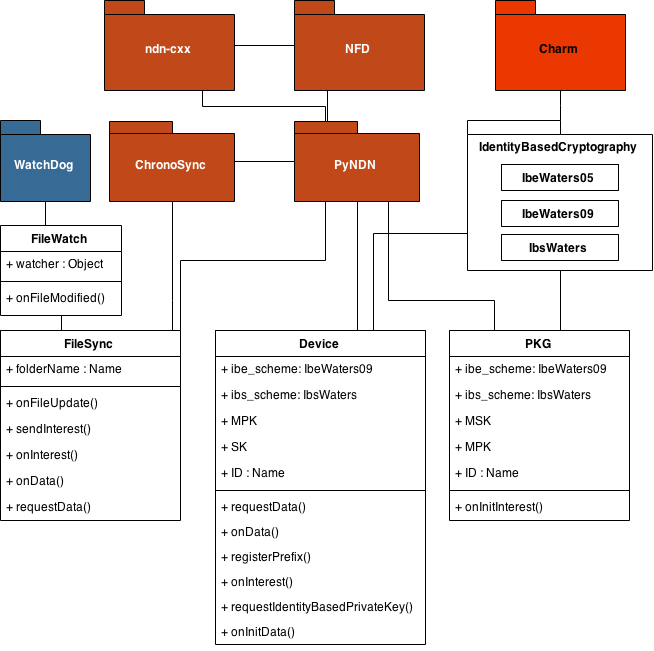 ndn-cxx
NFD
Charm
WatchDog
ChronoSync
PyNDN
IdentityBasedCryptography
IbeWaters05
IbeWaters09
IbsWaters
FileWatch
+ watcher : Object
+ onFileModified()
FileSync
+ folderName : Name
+ onFileUpdate()
+ sendInterest()
+ onInterest()
+ onData()
+ requestData()
Device
+ ibe_scheme: IbeWaters09
+ ibs_scheme: IbsWaters
+ MPK
+ SK
+ ID : Name
+ requestData()
+ onData()
+ registerPrefix()
+ onInterest()
+ requestIdentityBasedPrivateKey()
+ onInitData()
PKG
+ ibe_scheme: IbeWaters09
+ ibs_scheme: IbsWaters
+ MSK
+ MPK
+ ID : Name
+ onInitInterest()